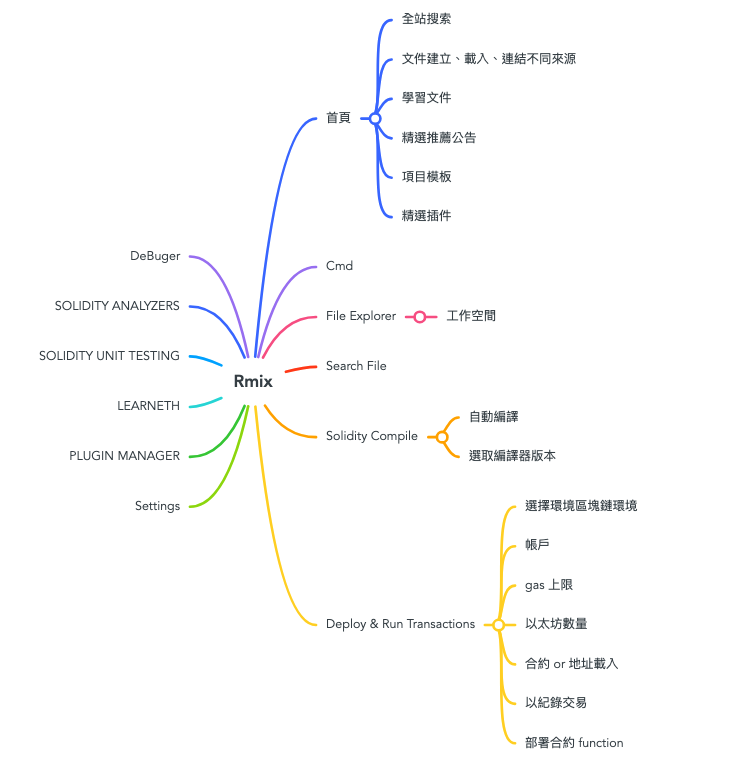 全站搜索
文件建立、載入、連結不同來源
學習文件
首頁
精選推薦公告
項目模板
精選插件
DeBuger
Cmd
SOLIDITY ANALYZERS
File Explorer
工作空間
SOLIDITY UNIT TESTING
Search File
Rmix
LEARNETH
自動編譯
Solidity Compile
PLUGIN MANAGER
選取編譯器版本
Settings
選擇環境區塊鏈環境
帳戶
gas 上限
Deploy & Run Transactions
以太坊數量
合約 or 地址載入
以紀錄交易
部署合約 function